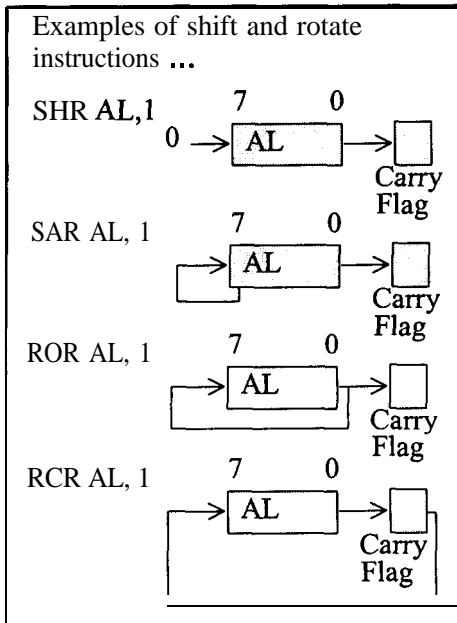 Examples of shift and rotate
instructions ...
SHR AL,1
7 0
0 AL
Carry
Flag
SAR AL, 1
7 0
AL
Carry
Flag
ROR AL, 1
7 0
AL
Carry
Flag
RCR AL, 1
7 0
AL
Carry
Flag